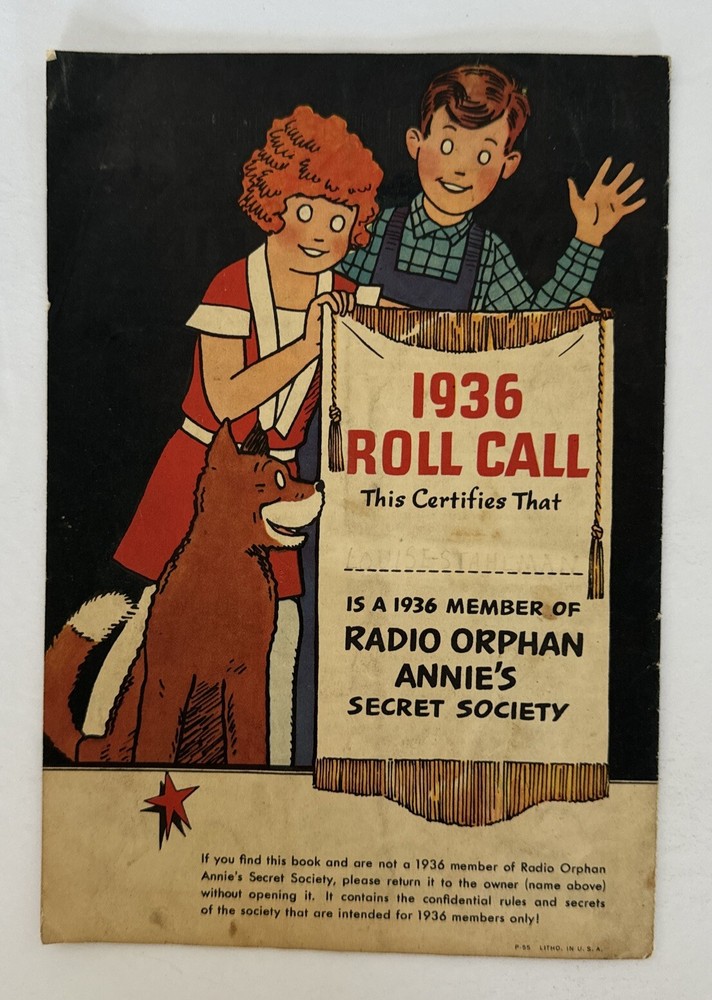 1936
ROLL CALL
This Certifies That
IS A 1936 MEMBER OF
RADIO ORPHAN
ANNIE'S
SECRET SOCIETY
If you find this book and are not a 1936 member of Radio Orphan
Annie's Secret Society, please return it to the owner (name above)
without opening it. It contains the confidential rules and secrets
of the society that are intended for 1936 members only!
P-55 LITHO. IN U. S. A.